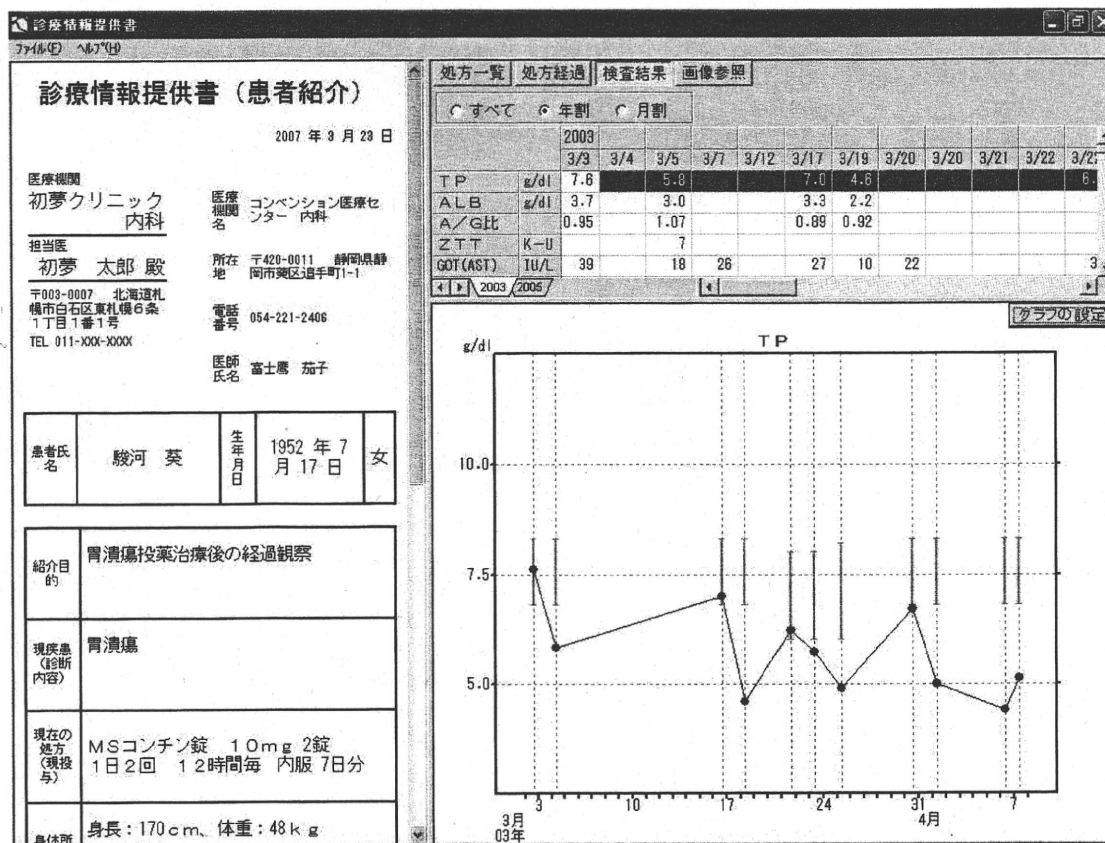 診療情報提供書
ファイル(F) ヘルプ(H)
診療情報提供書（患者紹介）
2007 年 3 月 23 日
医療機関
初夢クリニック
内科
担当医
初夢 太郎 殿
〒003-0007 北海道札
幌市白石区東札幌６条
１丁目１番１号
TEL 011-XXX-XXXX
医療
機関
名
コンベンション医療セ
ンター 内科
所在
地
〒420-0011 静岡県静
岡市葵区追手町1-1
電話
番号
054-221-2406
医師
氏名
富士鷹 茄子
患者氏
名
駿河 葵
生
年
月
日
1952 年 7
月 17 日
女
紹介目
的
胃潰瘍投薬治療後の経過観察
現疾患
(診断
内容)
胃潰瘍
現在の
処方
(現投
与)
ＭＳコンチン錠 １０ｍｇ 2錠
１日２回 １２時間毎 内服 7日分
身体所
身長：170ｃｍ、体重：48ｋｇ
処方一覧 処方経過 検査結果 画像参照
すべて 年割 月割
2003
3/3 3/4 3/5 3/7 3/12 3/17 3/19 3/20 3/20 3/21 3/22
ＴＰ g/dl 7.6 5.8 7.0 4.6 6.
ＡＬＢ g/dl 3.7 3.0 3.3 2.2
Ａ／Ｇ比 0.95 1.07 0.89 0.92
ＺＴＴ K-U 7
GOT(AST) IU/L 39 18 26 27 10 22 3
2003 2005
グラフの設定
ＴＰ
g/dl
10.0
7.5
5.0
3 10 17 24 31 7
3月 4月
03年